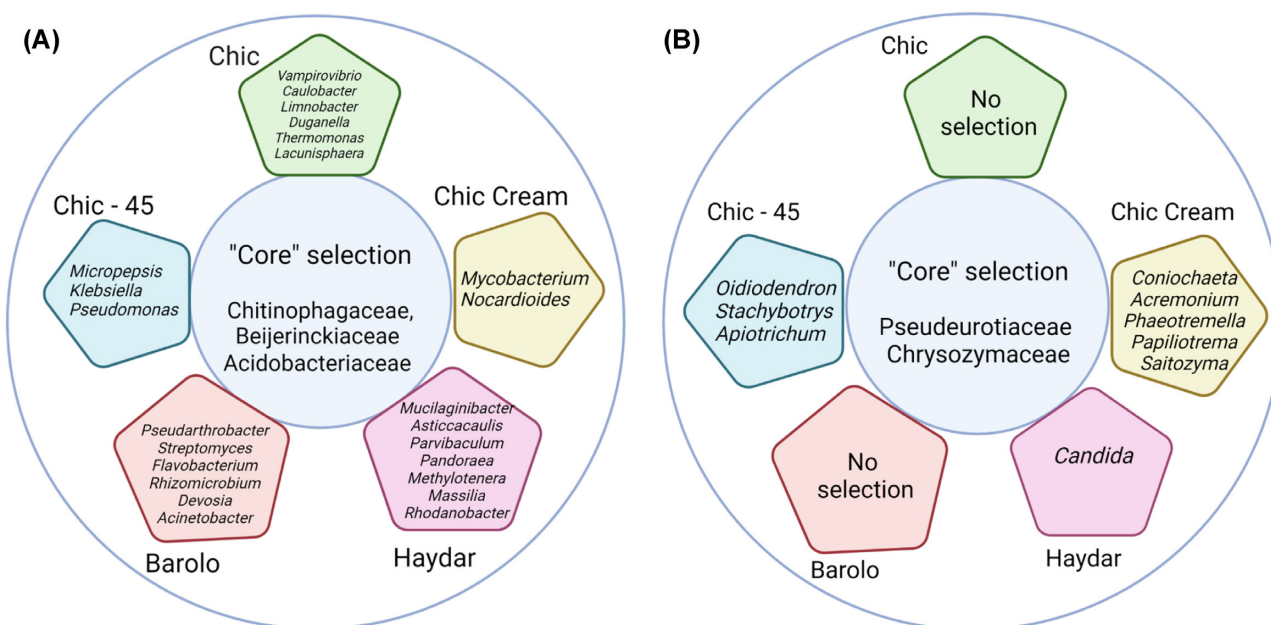 (A)
Chic
Vampirovibrio
Caulobacter
Limnobacter
Duganella
Thermomonas
Lacunisphaera
Chic - 45
Micropepsis
Klebsiella
Pseudomonas
"Core" selection
Chitinophagaceae,
Beijerinckiaceae
Acidobacteriaceae
Chic Cream
Mycobacterium
Nocardioides
Pseudarthrobacter
Streptomyces
Flavobacterium
Rhizomicrobium
Devosia
Acinetobacter
Barolo
Mucilaginibacter
Asticcacaulis
Parvibaculum
Pandoraea
Methylotenera
Massilia
Rhodanobacter
Haydar
(B)
Chic
No
selection
Chic - 45
Oidiodendron
Stachybotrys
Apiotrichum
"Core" selection
Pseudeurotiaceae
Chrysozymaceae
Chic Cream
Coniochaeta
Acremonium
Phaeotremella
Papiliotrema
Saitozyma
No
selection
Barolo
Candida
Haydar